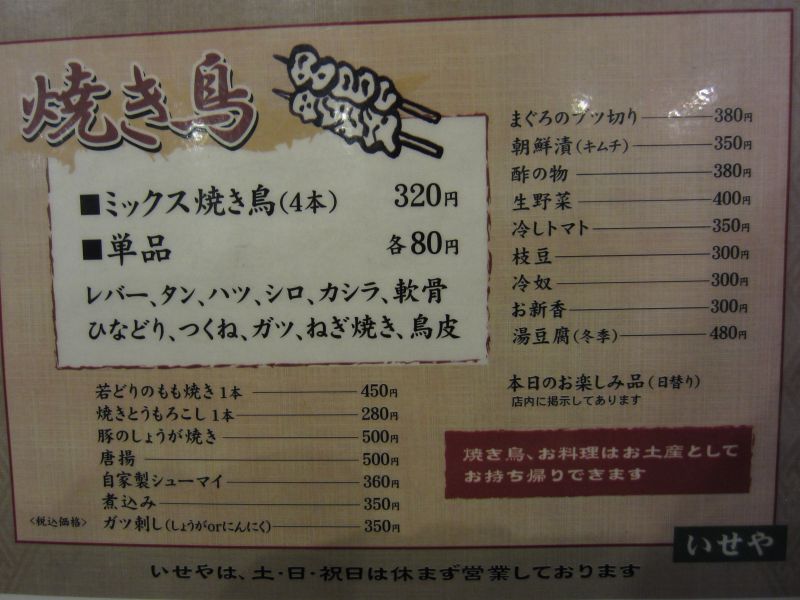 焼き鳥
■ミックス焼き鳥(4本) 320円
■単品 各80円
レバー、タン、ハツ、シロ、カシラ、軟骨
ひなどり、つくね、ガツ、ねぎ焼き、鳥皮
若どりのもも焼き1本 450円
焼きとうもろこし1本 280円
豚のしょうが焼き 500円
唐揚 500円
自家製シューマイ 360円
煮込み 350円
ガツ刺し(しょうがorにんにく) 350円
<税込価格>
まぐろのブツ切り 380円
朝鮮漬(キムチ) 350円
酢の物 380円
生野菜 400円
冷しトマト 350円
枝豆 300円
冷奴 300円
お新香 300円
湯豆腐(冬季) 480円
本日のお楽しみ品(日替り)
店内に掲示してあります
焼き鳥、お料理はお土産として
お持ち帰りできます
いせや
いせやは、土・日・祝日は休まず営業しております